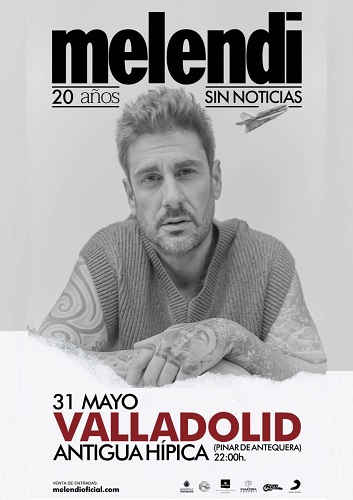 melendi
20 años SIN NOTICIAS
31 MAYO
VALLADOLID
ANTIGUA HÍPICA (PINAR DE ANTEQUERA)
22:00h.
VENTA DE ENTRADAS:
melendioficial.com